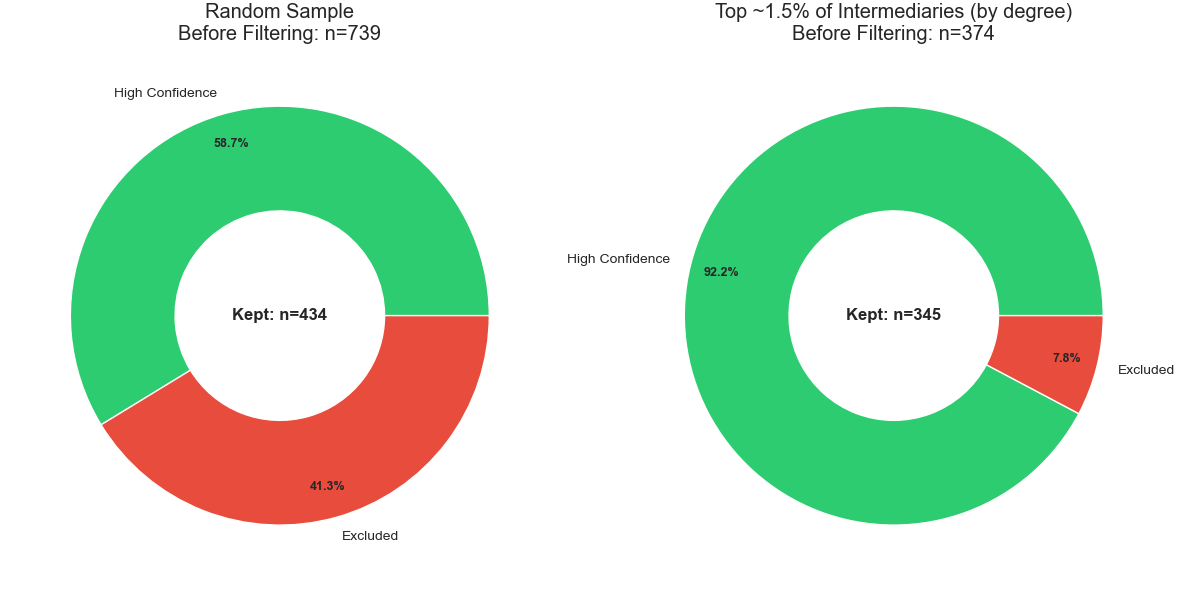 Random Sample
Before Filtering: n=739
High Confidence
58.7%
Kept: n=434
41.3%
Excluded
Top ~1.5% of Intermediaries (by degree)
Before Filtering: n=374
High Confidence
92.2%
Kept: n=345
7.8%
Excluded